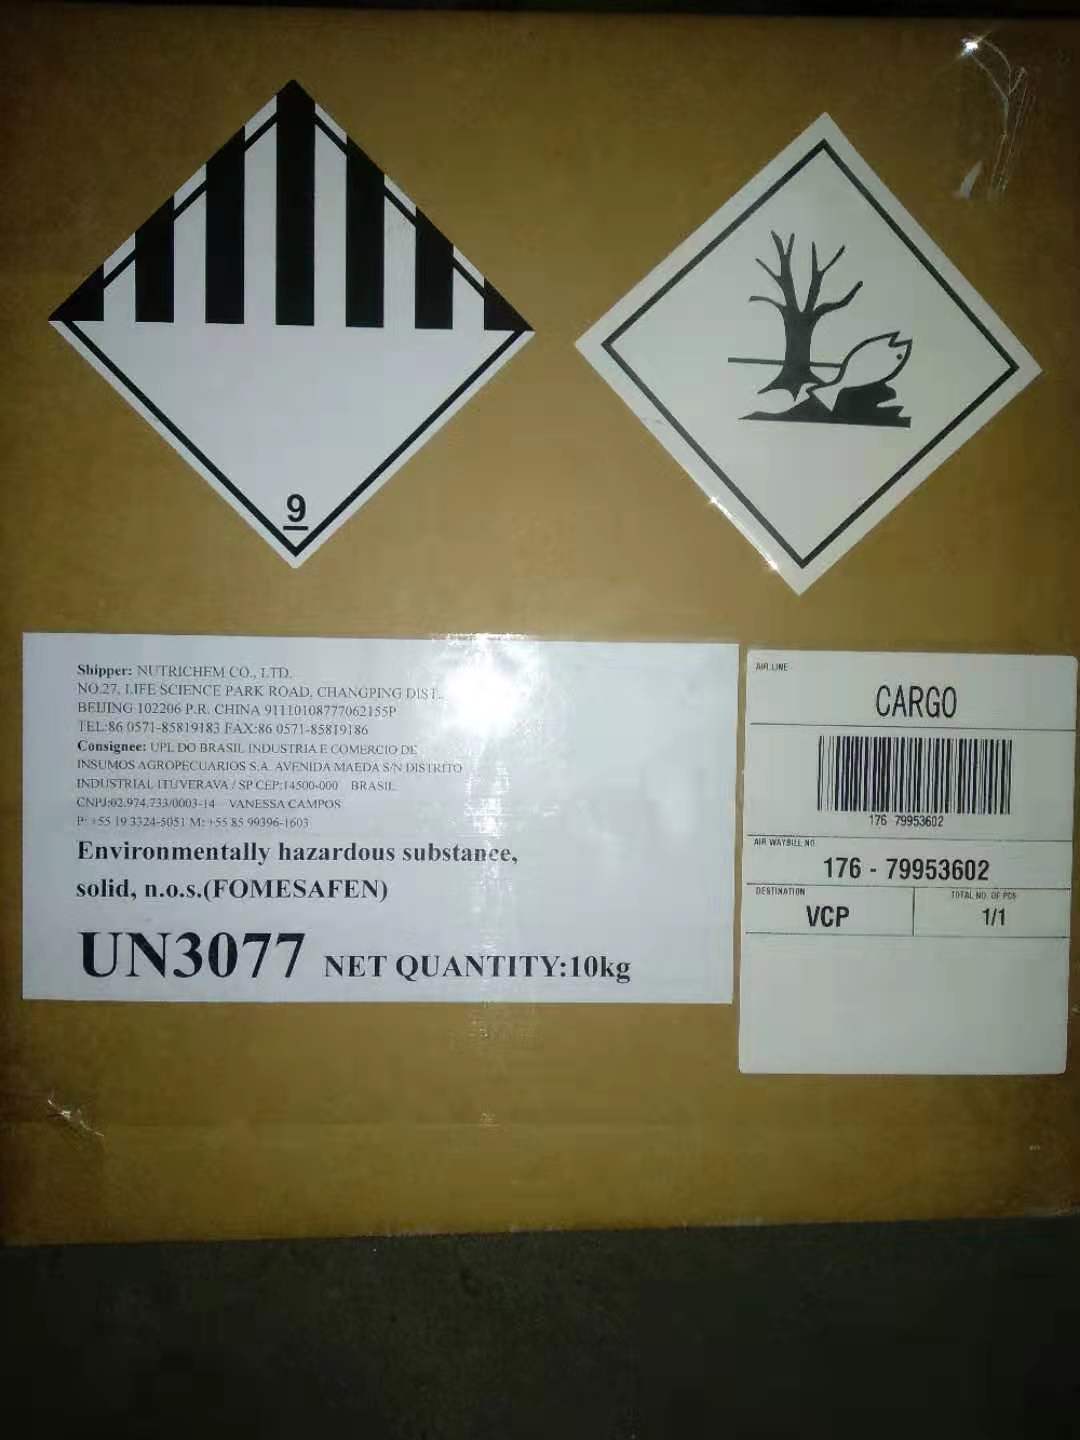 9
Shipper: NUTRICHEM CO., LTD.
NO.27, LIFE SCIENCE PARK ROAD, CHANGPING DIST.,
BEIJING 102206 P.R. CHINA 91110108777062155P
TEL:86 0571-85819183 FAX:86 0571-85819186
Consignee: UPL DO BRASIL INDUSTRIA E COMERCIO DE
INSUMOS AGROPECUARIOS S.A. AVENIDA MAEDA S/N DISTRITO
INDUSTRIAL ITUVERAVA / SP CEP:14500-000 BRASIL
CNPJ:02.974.733/0003-14 VANESSA CAMPOS
P: +55 19 3324-5051 M: +55 85 99396-1603
Environmentally hazardous substance,
solid, n.o.s.(FOMESAFEN)
UN3077 NET QUANTITY:10kg
AIR LINE
CARGO
176 79953602
AIR WAYBILL NO.
176 - 79953602
DESTINATION
VCP
TOTAL NO. OF PCS
1/1